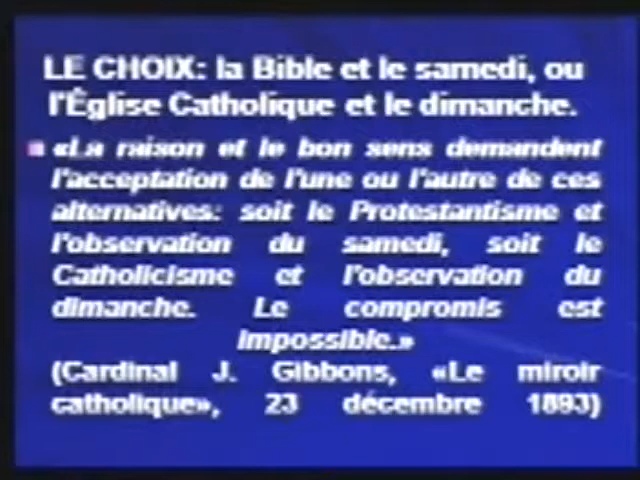 LE CHOIX: la Bible et le samedi, ou
l'Église Catholique et le dimanche.
«La raison et le bon sens demandent
l'acceptation de l'une ou l'autre de ces
alternatives: soit le Protestantisme et
l'observation du samedi, soit le
Catholicisme et l'observation du
dimanche. Le compromis est
impossible.»
(Cardinal J. Gibbons, «Le miroir
catholique», 23 décembre 1893)